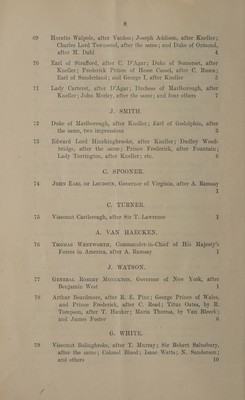 8
69 Horatio Walpole, after Vanloo; Joseph Addison, after Kneller;
Charles Lord Townsend, after the same; and Duke of Ormond,
after M. Dahl 4
70 Earl of Strafford, after C. D'Agar; Duke of Somerset, after
Kneller; Frederick Prince of Hesse Cassel, after C. Boon;
Earl of Sunderland; and George I, after Kneller 5
71 Lady Carteret, after D'Agar; Duchess of Marlborough, after
Kneller; John Morley, after the same; and four others 7
J. SMITH.
72 Duke of Marlborough, after Kneller; Earl of Godolphin, after
the same, two impressions 3
73 Edward Lord Hinchingbrooke, after Kneller; Dudley Wood-
bridge, after the same; Prince Frederick, after Fountain;
Lady Torrington, after Kneller; etc. 6
C. SPOONER.
74 JOHN EARL OF LOUDOUN, Governor of Virginia, after A. Ramsay
1
C. TURNER.
75 Viscount Castlereagh, after Sir T. Lawrence 1
A. VAN HAECKEN.
76 THOMAS WENTWORTH, Commander-in-Chief of His Majesty's
Forces in America, after A. Ramsay 1
J. WATSON.
77 GENERAL ROBERT MONCKTON, Governor of New York, after
Benjamin West 1
78 Arthur Beardmore, after R. E. Pine; George Prince of Wales,
and Prince Frederick, after C. Read; Titus Oates, by R.
Tompson, after T. Hawker; Maria Theresa, by Van Bleeck;
and James Foster 6
G. WHITE.
79 Viscount Bolingbroke, after T. Murray; Sir Robert Salusbury,
after the same; Colonel Blood; Isaac Watts; N. Sanderson;
and others 10